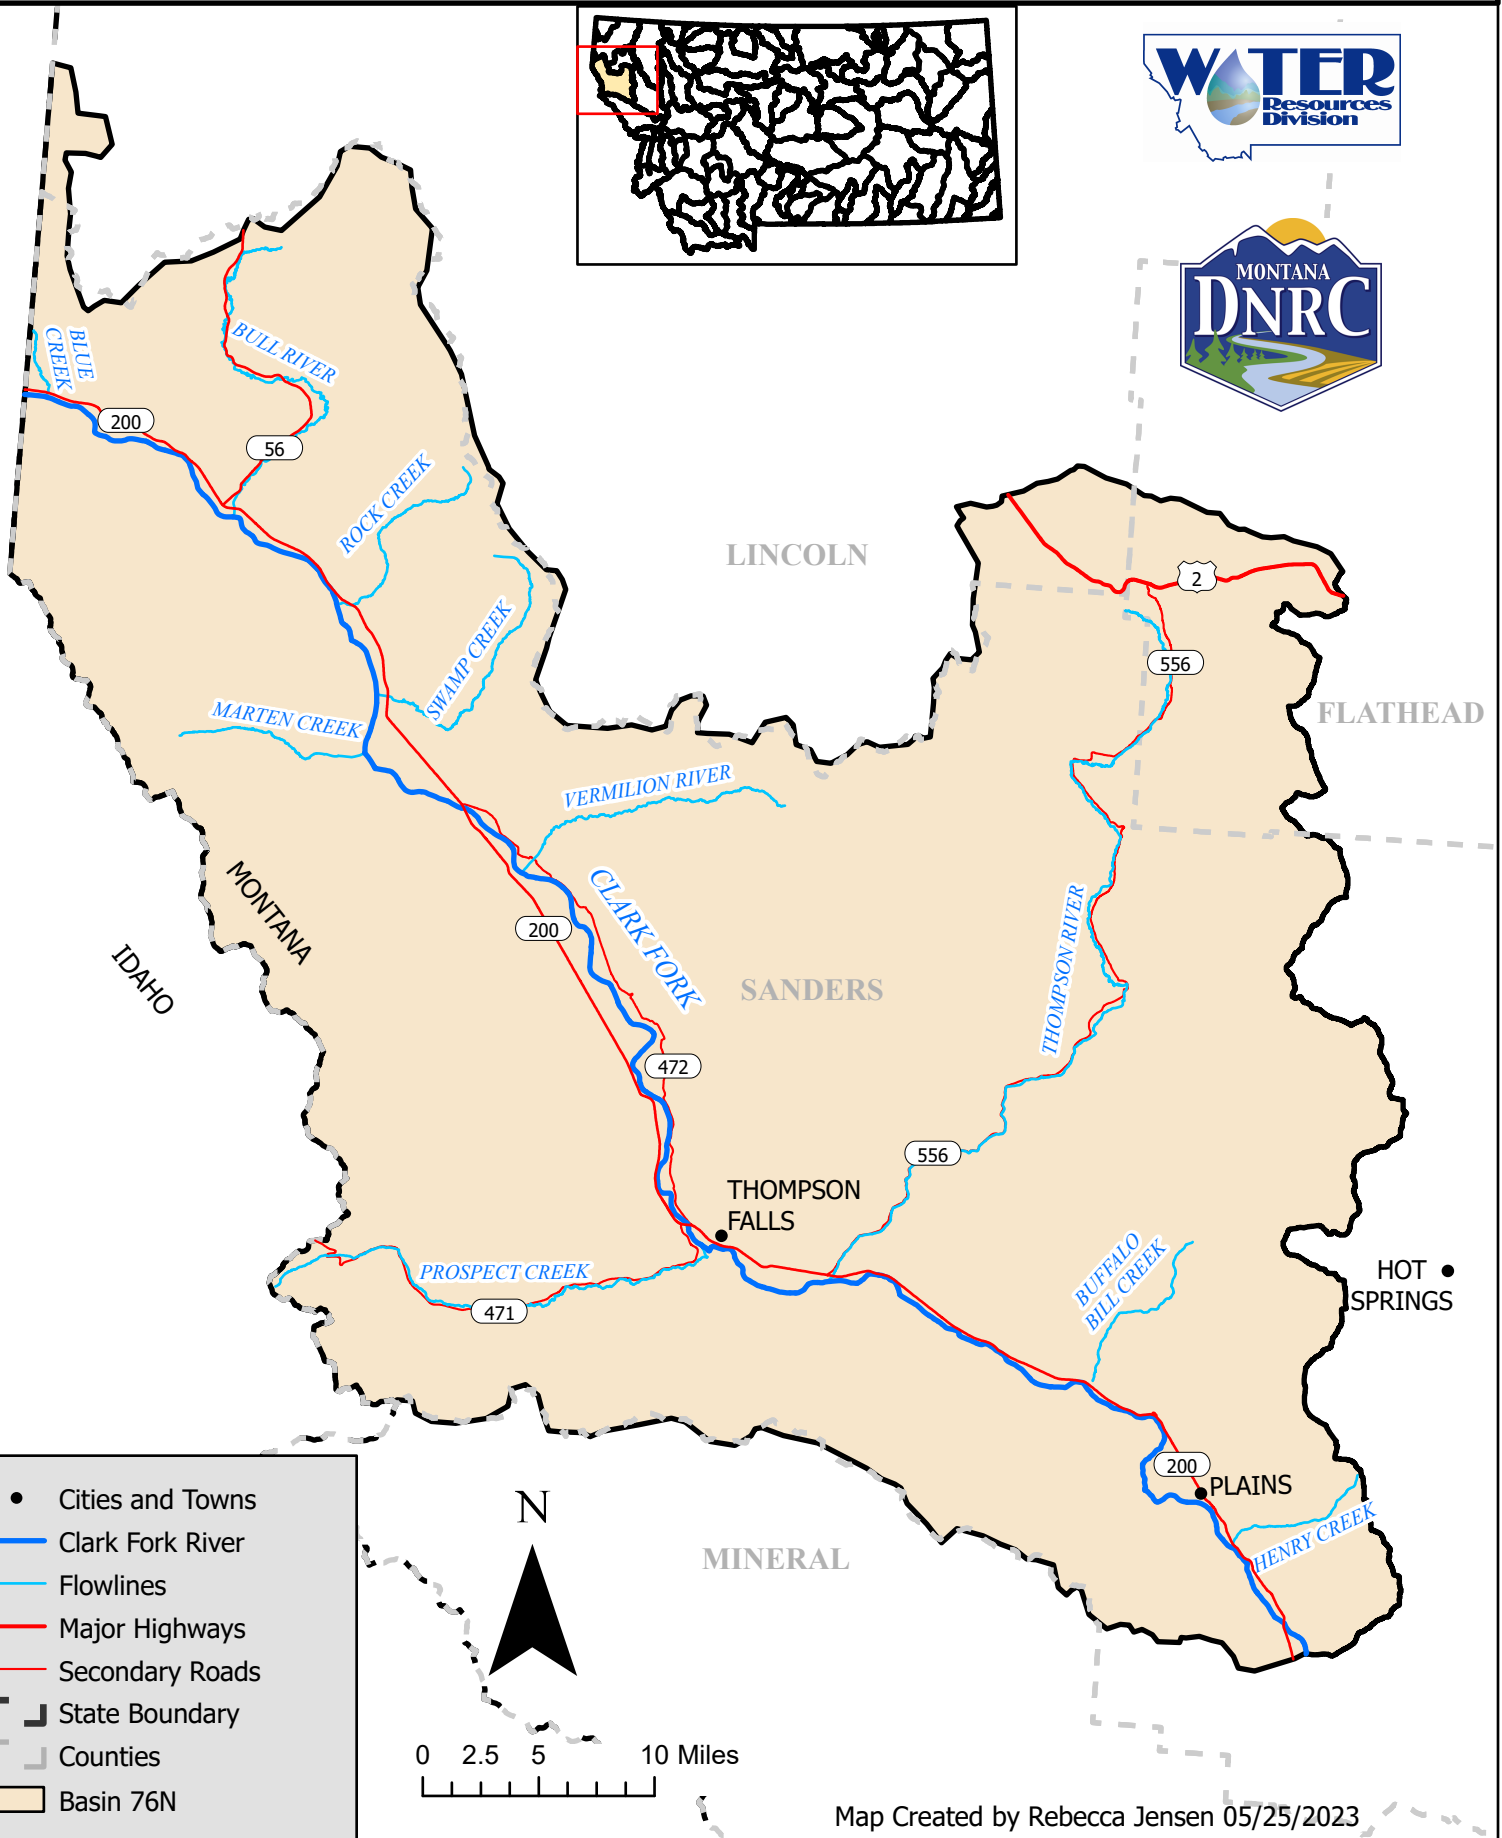 WATER
Resources
Division
MONTANA
DNRC
BLUE
CREEK
BULL RIVER
200
56
ROCK CREEK
LINCOLN
2
SWAMP CREEK
556
MARTEN CREEK
FLATHEAD
VERMILION RIVER
MONTANA
IDAHO
CLARK FORK
200
SANDERS
THOMPSON RIVER
472
556
THOMPSON
FALLS
BUFFALO
BILL CREEK
PROSPECT CREEK
471
HOT
SPRINGS
200
PLAINS
HENRY CREEK
MINERAL
N
Cities and Towns
Clark Fork River
Flowlines
Major Highways
Secondary Roads
State Boundary
Counties
Basin 76N
0 2.5 5 10 Miles
Map Created by Rebecca Jensen 05/25/2023